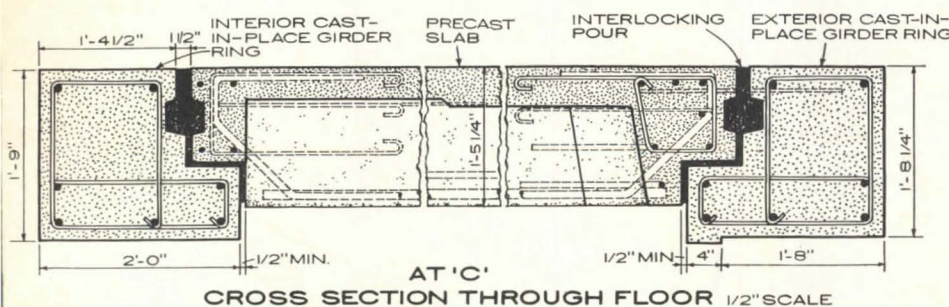 INTERIOR CAST-
IN-PLACE GIRDER
RING
PRECAST
SLAB
INTERLOCKING
POUR
EXTERIOR CAST-IN-
PLACE GIRDER RING
1'-4 1/2"
1 1/2"
1'-9"
1'-5 1/4"
1'-8 1/4"
2'-0"
1/2" MIN.
1/2" MIN
4"
1'-8"
AT 'C'
CROSS SECTION THROUGH FLOOR 1/2" SCALE